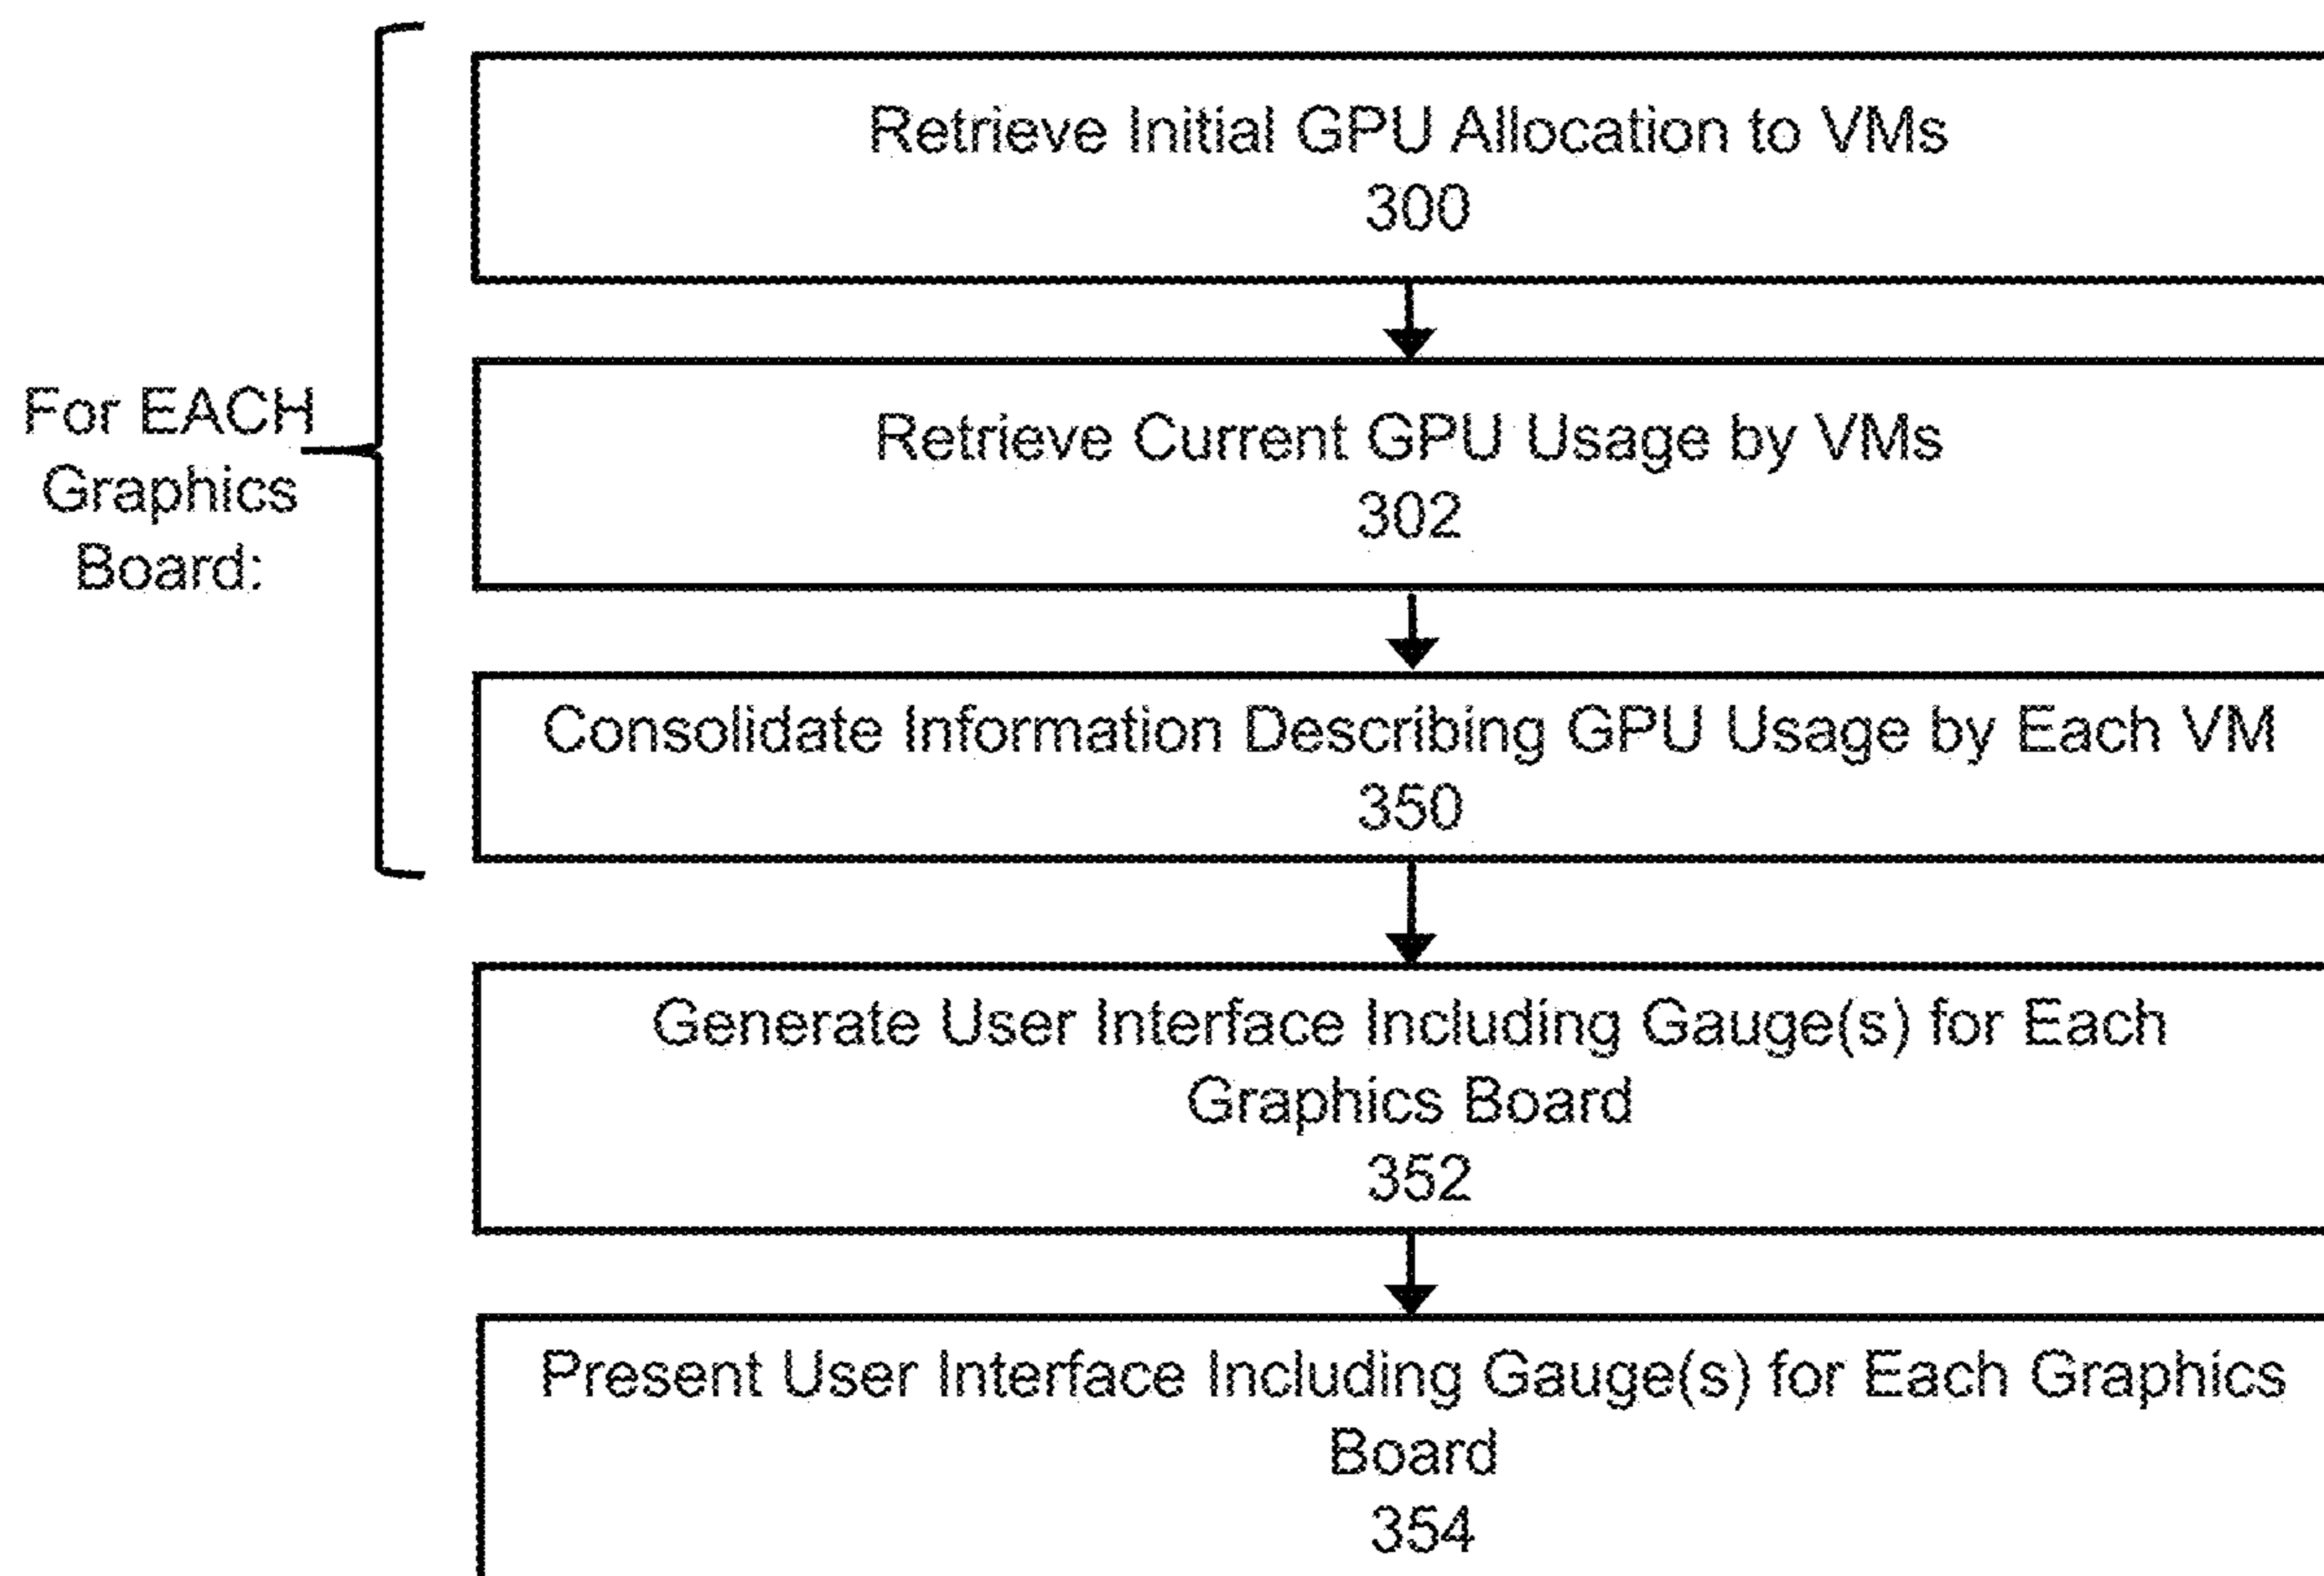 Retrieve Initial GPU Allocation to VMs
300
Retrieve Current GPU Usage by VMs
302
For EACH
Graphics
Board:
Consolidate Information Describing GPU Usage by Each VM
350
Generate User Interface Including Gauge(s) for Each
Graphics Board
352
Present User Interface Including Gauge(s) for Each Graphics
Board
354